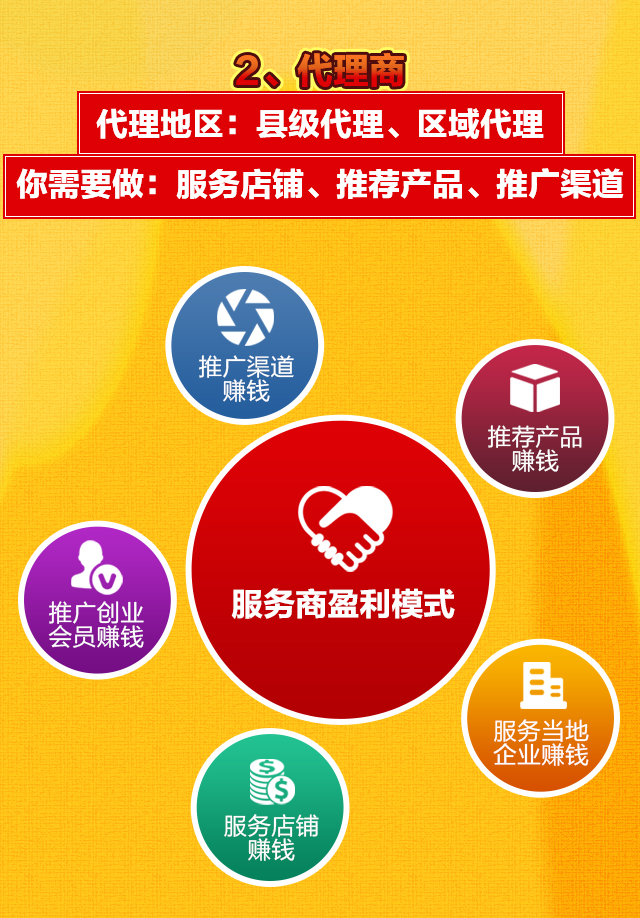 2、代理商
代理地区：县级代理、区域代理
你需要做：服务店铺、推荐产品、推广渠道
推广渠道
赚钱
推荐产品
赚钱
服务商盈利模式
推广创业
会员赚钱
V
服务当地
企业赚钱
$
$
服务店铺
赚钱